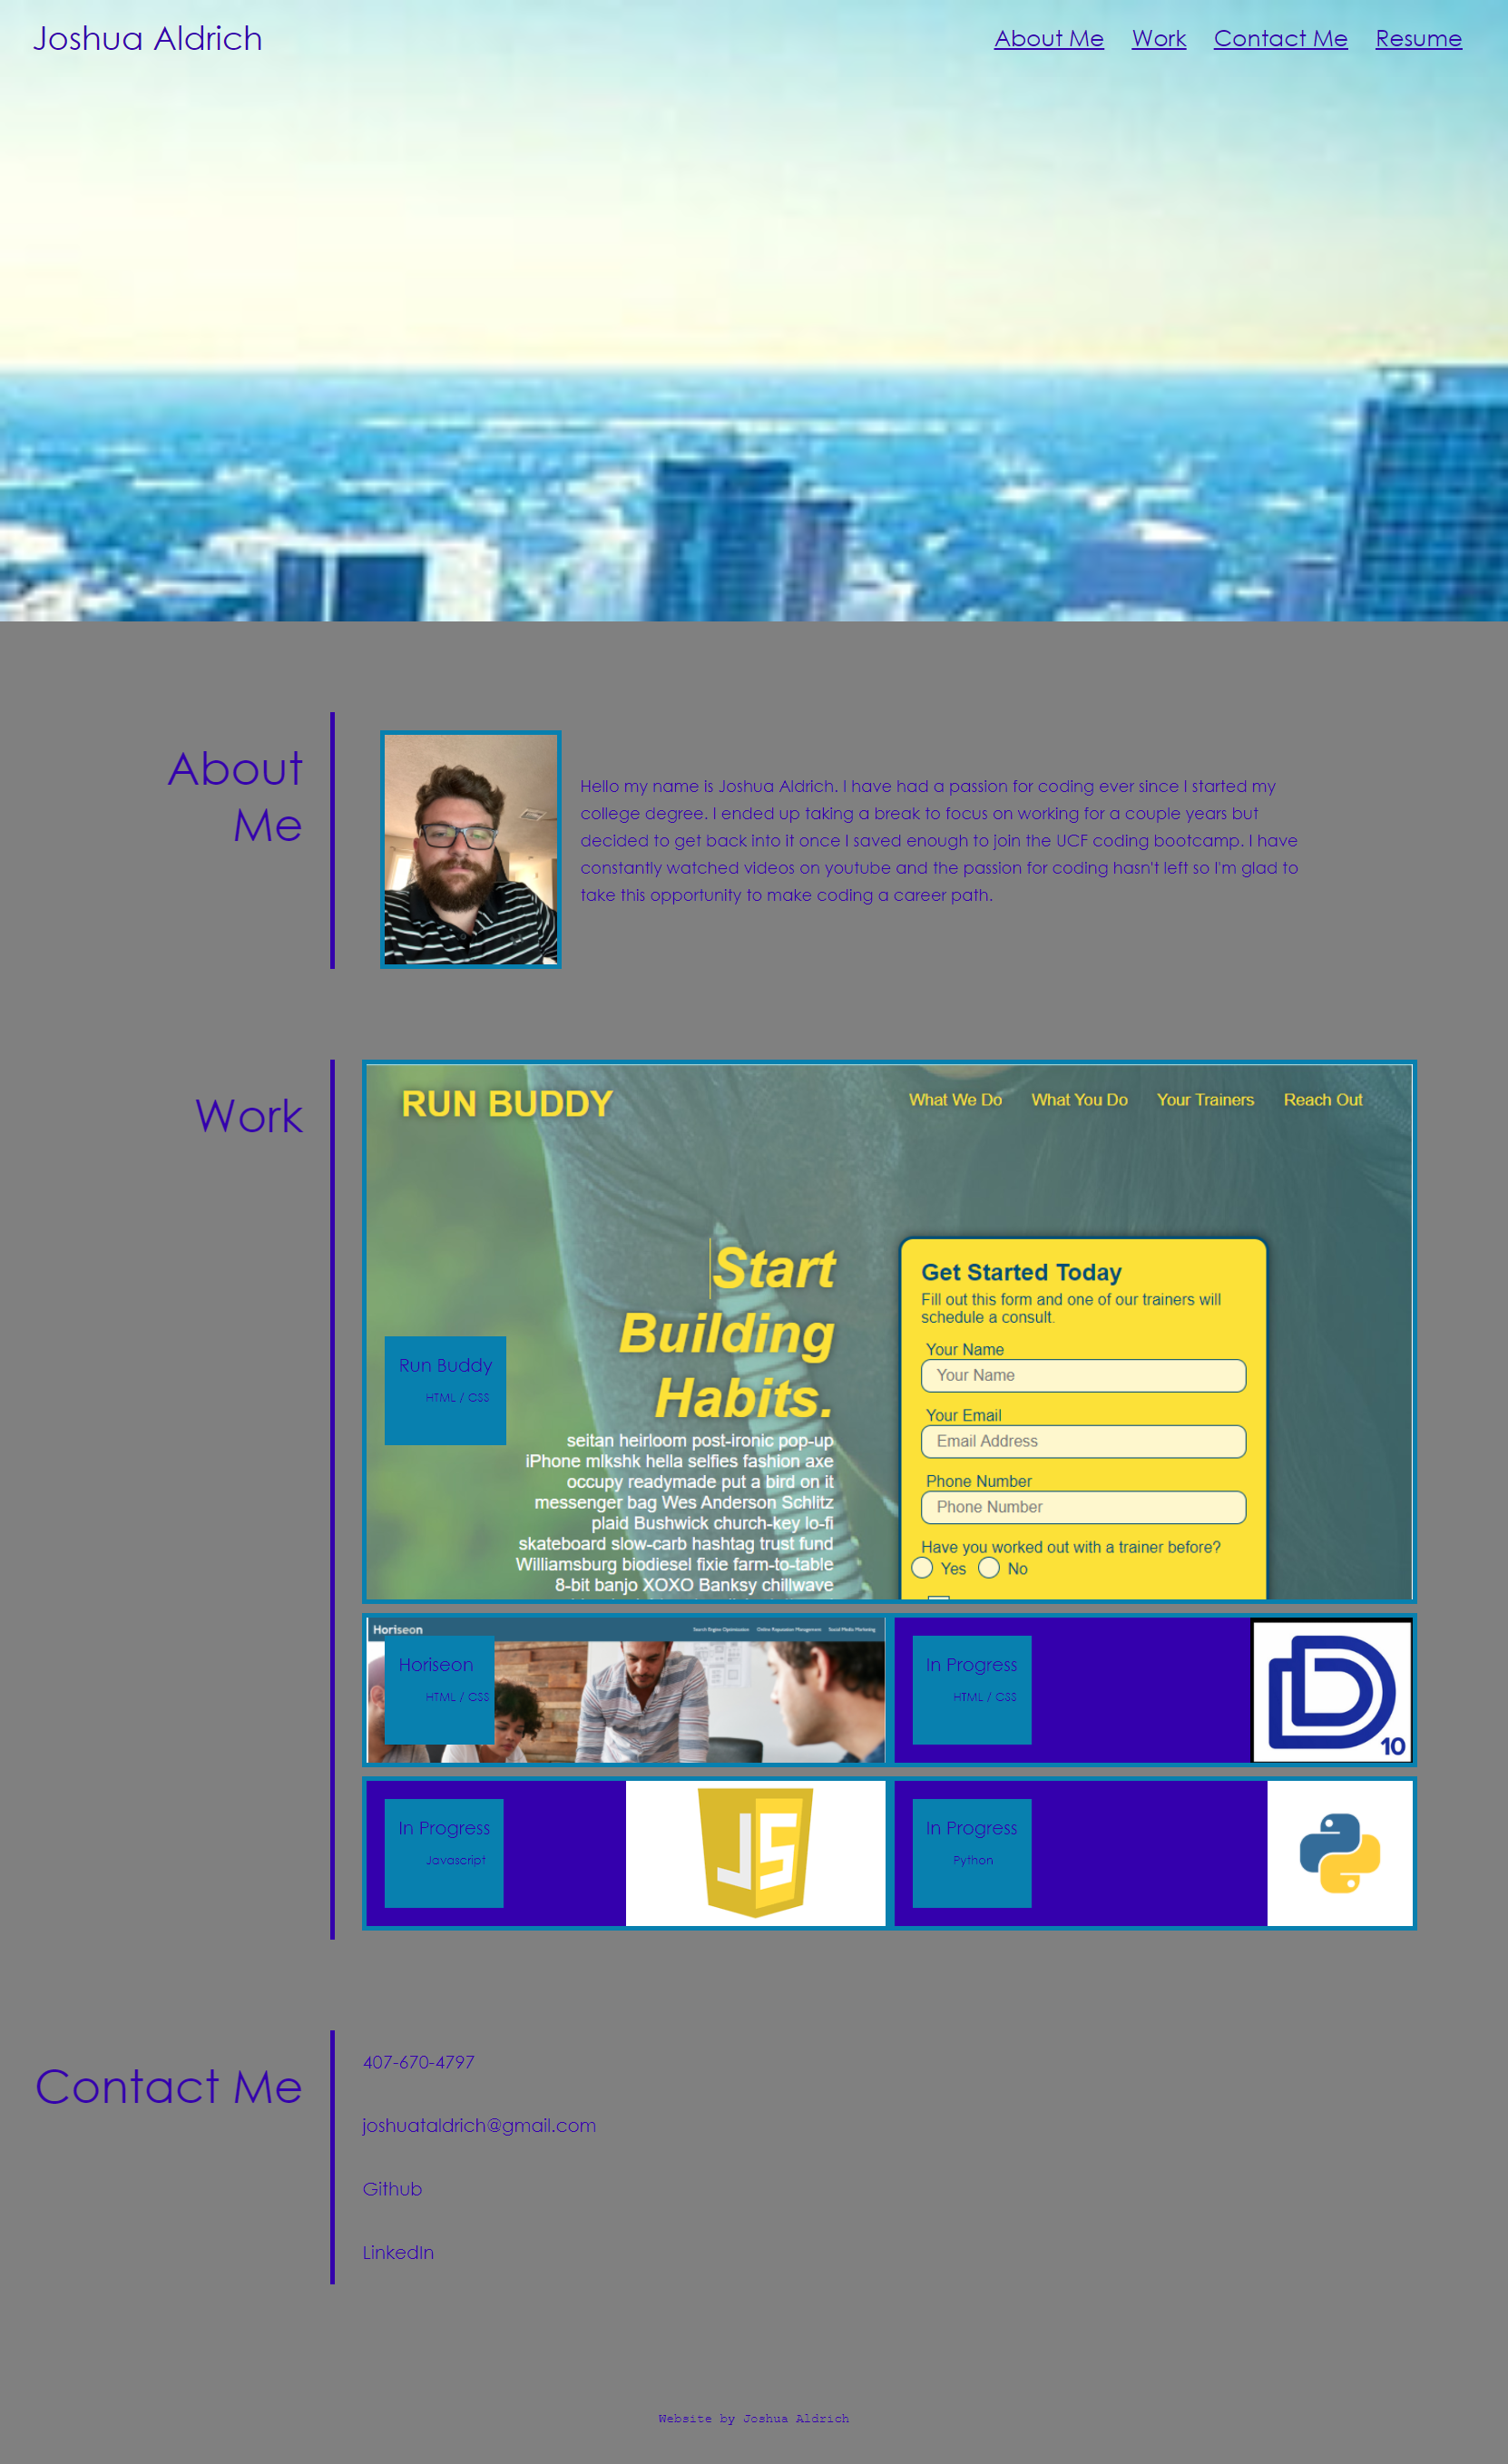 Joshua Aldrich
About Me Work Contact Me Resume
About
Me
Hello my name is Joshua Aldrich. I have had a passion for coding ever since I started my
college degree. I ended up taking a break to focus on working for a couple years but
decided to get back into it once I saved enough to join the UCF coding bootcamp. I have
constantly watched videos on youtube and the passion for coding hasn't left so I'm glad to
take this opportunity to make coding a career path.
Work
RUN BUDDY
What We Do What You Do Your Trainers Reach Out
Start
Building
Habits.
seitan heirloom post-ironic pop-up
iPhone mlkshk hella selfies fashion axe
occupy readymade put a bird on it
messenger bag Wes Anderson Schlitz
plaid Bushwick church-key lo-fi
skateboard slow-carb hashtag trust fund
Williamsburg biodiesel fixie farm-to-table
8-bit banjo XOXO Banksy chillwave
Get Started Today
Fill out this form and one of our trainers will
schedule a consult.
Your Name
Your Name
Your Email
Email Address
Phone Number
Phone Number
Have you worked out with a trainer before?
Yes No
Run Buddy
HTML / CSS
Horiseon
Search Engine Optimization Online Reputation Management Social Media Marketing
Horiseon
HTML / CSS
In Progress
HTML / CSS
D
10
In Progress
Javascript
JS
In Progress
Python
Contact Me
407-670-4797
joshuataldrich@gmail.com
Github
LinkedIn
Website by Joshua Aldrich